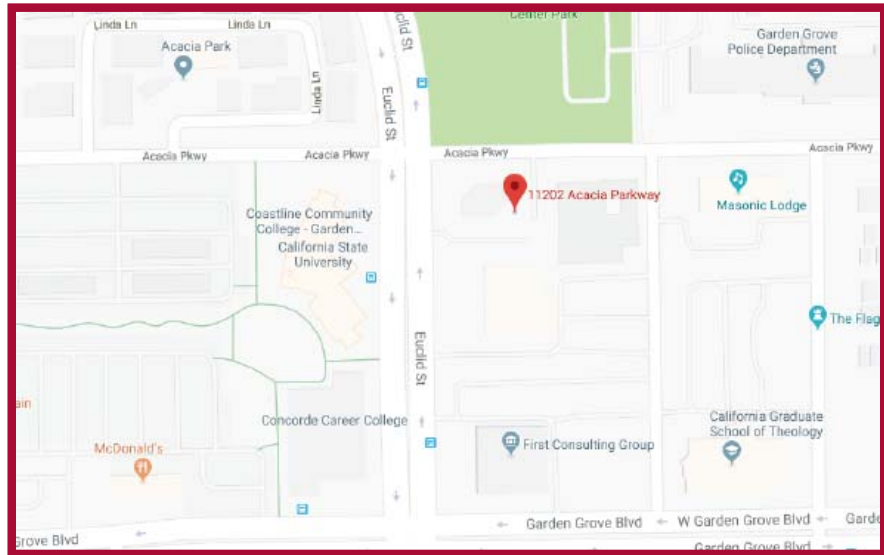 Linda Ln
Linda Ln
Acacia Park
Linda Ln
Euclid St
Euclid St
Center Park
Garden Grove
Police Department
Acacia Pkwy
Acacia Pkwy
Acacia Pkwy
Acacia Pkwy
11202 Acacia Parkway
Masonic Lodge
Coastline Community
College - Garden...
California State
University
The Flag
Euclid St
ain
Concorde Career College
McDonald's
First Consulting Group
California Graduate
School of Theology
Garden Grove Blvd
W Garden Grove Blvd
Garde
Grove Blvd
Garden Grove Blvd